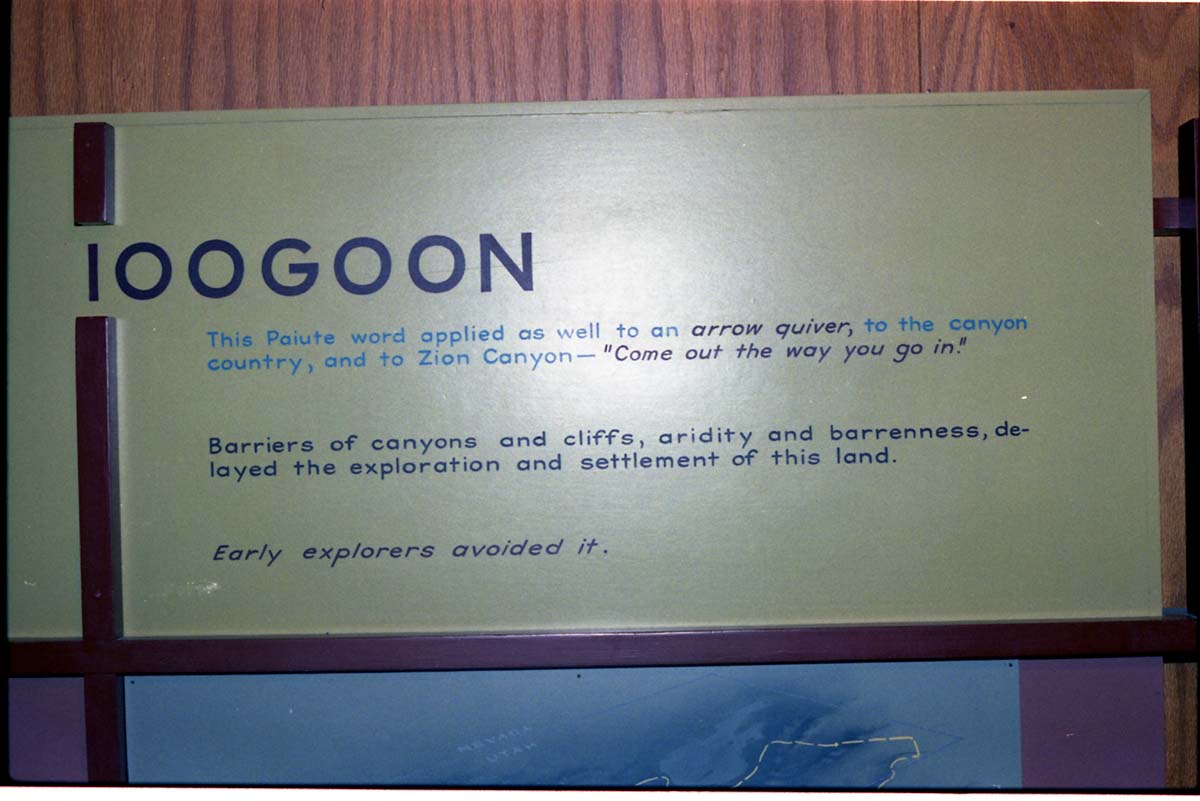 IOOGOON
This Paiute word applied as well to an arrow quiver, to the canyon
country, and to Zion Canyon— "Come out the way you go in."
Barriers of canyons and cliffs, aridity and barrenness, de-
layed the exploration and settlement of this land.
Early explorers avoided it.
NEVADA
UTAH